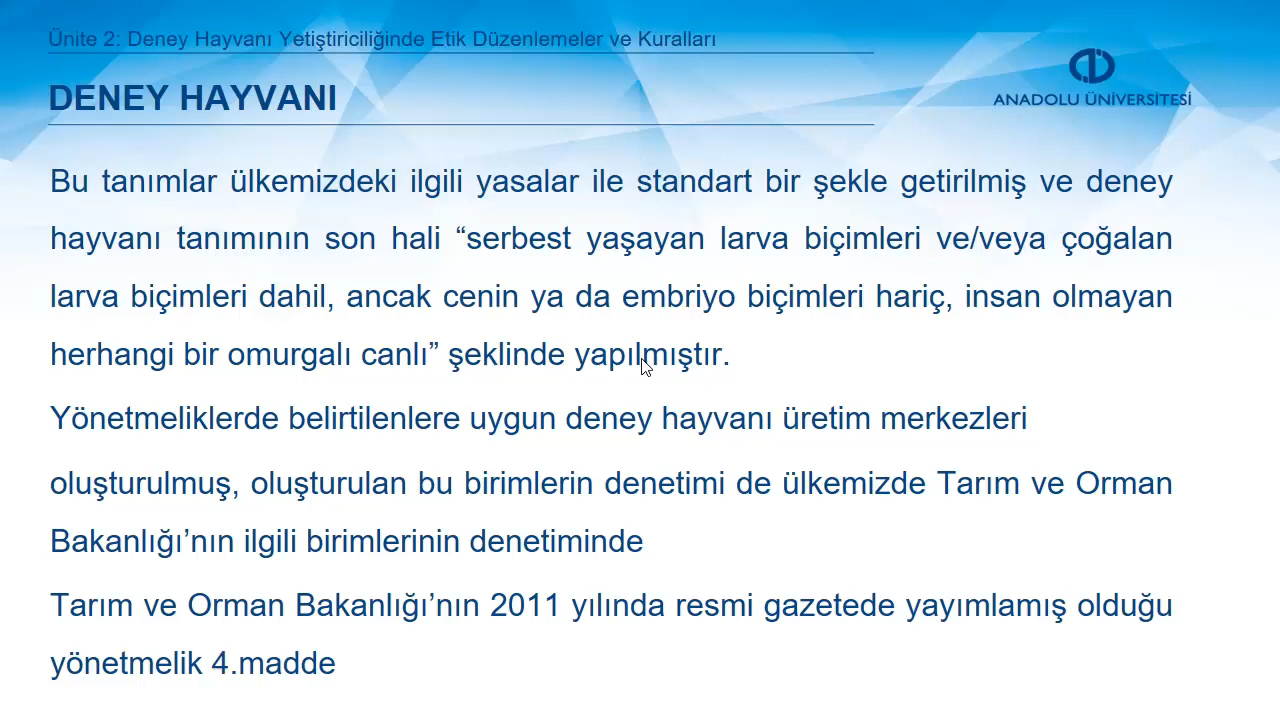 Ünite 2: Deney Hayvanı Yetiştiriciliğinde Etik Düzenlemeler ve Kuralları
DENEY HAYVANI
ANADOLU ÜNİVERSİTESİ
Bu tanımlar ülkemizdeki ilgili yasalar ile standart bir şekle getirilmiş ve deney
hayvanı tanımının son hali “serbest yaşayan larva biçimleri ve/veya çoğalan
larva biçimleri dahil, ancak cenin ya da embriyo biçimleri hariç, insan olmayan
herhangi bir omurgalı canlı” şeklinde yapılmıştır.
Yönetmeliklerde belirtilenlere uygun deney hayvanı üretim merkezleri
oluşturulmuş, oluşturulan bu birimlerin denetimi de ülkemizde Tarım ve Orman
Bakanlığı’nın ilgili birimlerinin denetiminde
Tarım ve Orman Bakanlığı’nın 2011 yılında resmi gazetede yayımlamış olduğu
yönetmelik 4.madde